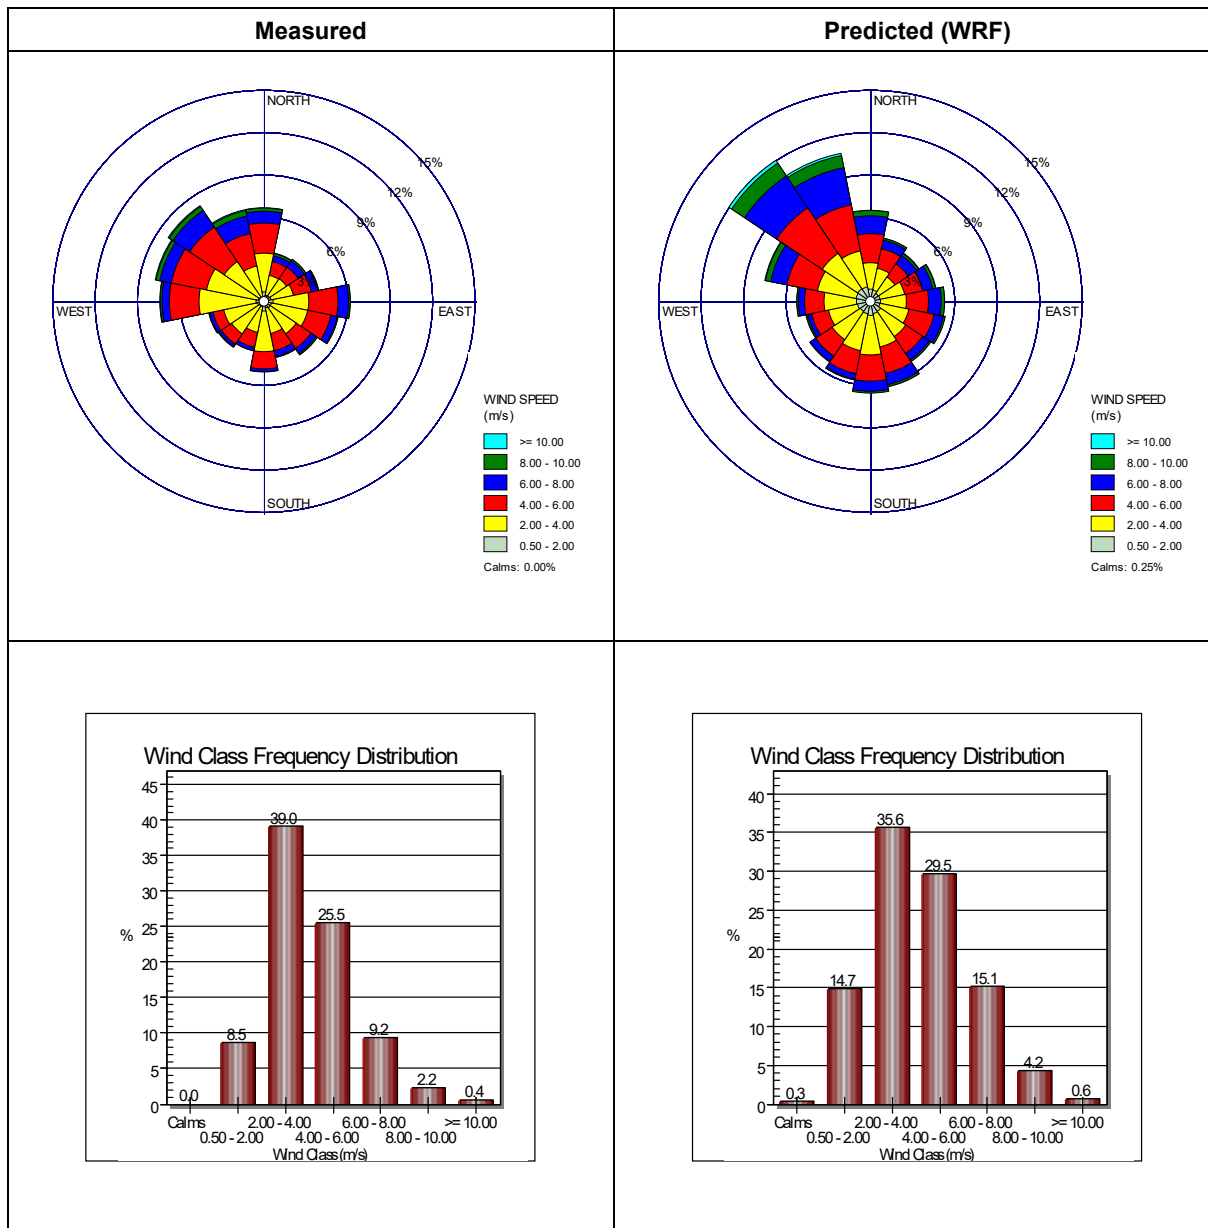 Measured
Predicted (WRF)
NORTH
15%
12%
9%
6%
3%
WEST
EAST
SOUTH
WIND SPEED
(m/s)
>= 10.00
8.00 - 10.00
6.00 - 8.00
4.00 - 6.00
2.00 - 4.00
0.50 - 2.00
Calms: 0.00%
NORTH
15%
12%
9%
6%
3%
WEST
EAST
SOUTH
WIND SPEED
(m/s)
>= 10.00
8.00 - 10.00
6.00 - 8.00
4.00 - 6.00
2.00 - 4.00
0.50 - 2.00
Calms: 0.25%
Wind Class Frequency Distribution
45
40
35
30
25
20
15
10
5
0
%
0.0
8.5
39.0
25.5
9.2
2.2
0.4
Calms
0.50 - 2.00
2.00 - 4.00
4.00 - 6.00
6.00 - 8.00
8.00 - 10.00
>= 10.00
Wind Class (m/s)
Wind Class Frequency Distribution
40
35
30
25
20
15
10
5
0
%
0.3
14.7
35.6
29.5
15.1
4.2
0.6
Calms
0.50 - 2.00
2.00 - 4.00
4.00 - 6.00
6.00 - 8.00
8.00 - 10.00
>= 10.00
Wind Class (m/s)